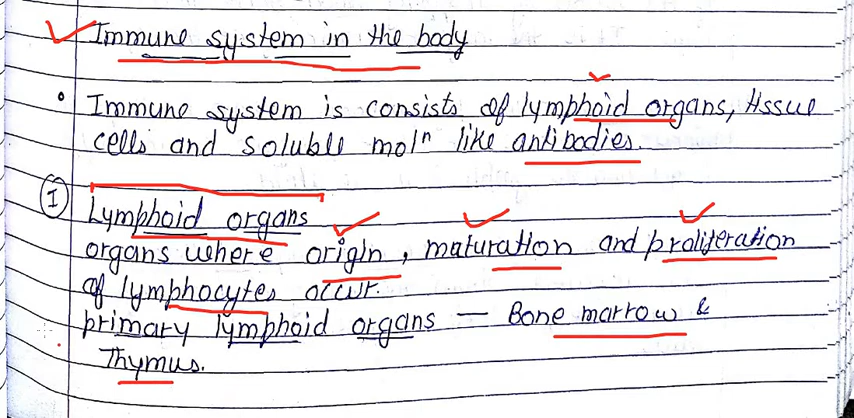 Immune system in the body
Immune system is consists of lymphoid organs, tissue
cells and soluble molⁿ like antibodies.
I
Lymphoid organs
organs where origin, maturation and proliferation
of lymphocytes occur.
primary lymphoid organs — Bone marrow &
Thymus.